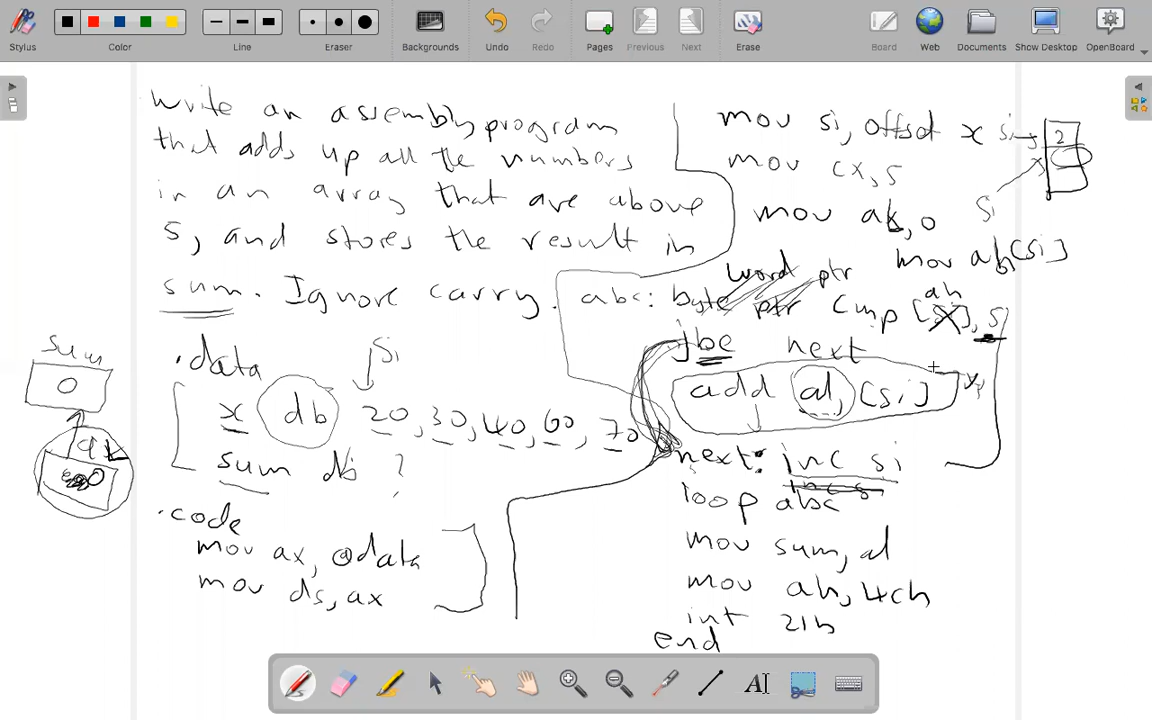 Stylus
Color
Line
Eraser
Backgrounds
Undo
Redo
Pages
Previous
Next
Erase
Board
Web
Documents
Show Desktop
OpenBoard
write an assembly program
that adds up all the numbers
in an array that are above
5, and stores the result in
sum. Ignore carry.
.data
si
x db 20,30,40,60,70
sum db ?
.code
mov ax, @data
mov ds, ax
sum
0
mov si, offset x
si
2
mov cx, 5
si
mov al, 0
mov ah, [si]
word ptr
abc: byte ptr cmp [si], 5
ah
jbe next
add al, [si]
next: inc si
loop abc
mov sum, al
mov ah, 4ch
int 21h
end